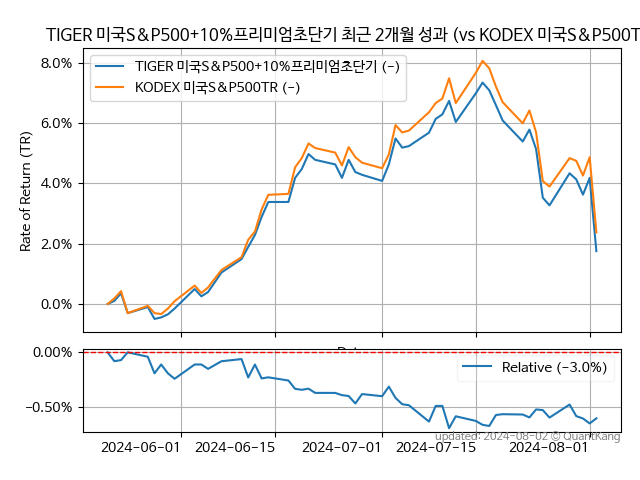 TIGER 미국S&P500+10%프리미엄초단기 최근 2개월 성과 (vs KODEX 미국S&P500T
TIGER 미국S&P500+10%프리미엄초단기 (-)
KODEX 미국S&P500TR (-)
Rate of Return (TR)
8.0%
6.0%
4.0%
2.0%
0.0%
0.00%
−0.50%
Relative (−3.0%)
updated: 2024-08-02 © QuantKang
2024-06-01
2024-06-15
2024-07-01
2024-07-15
2024-08-01